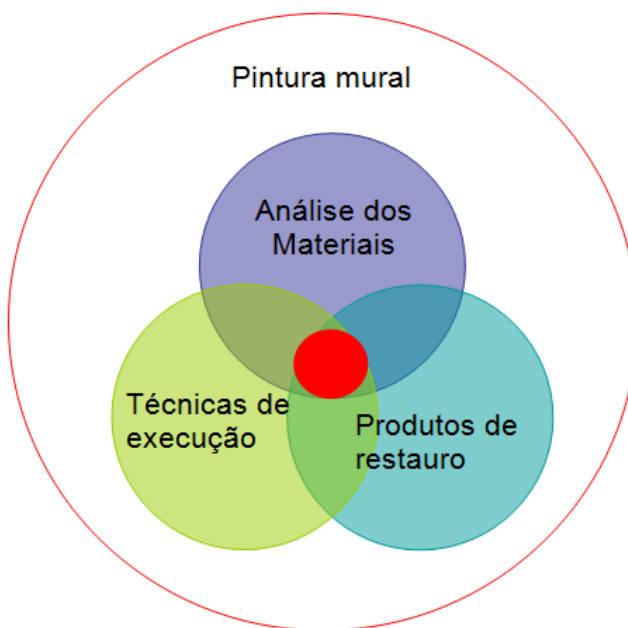 Pintura mural
Análise dos
Materiais
Técnicas de
execução
Produtos de
restauro